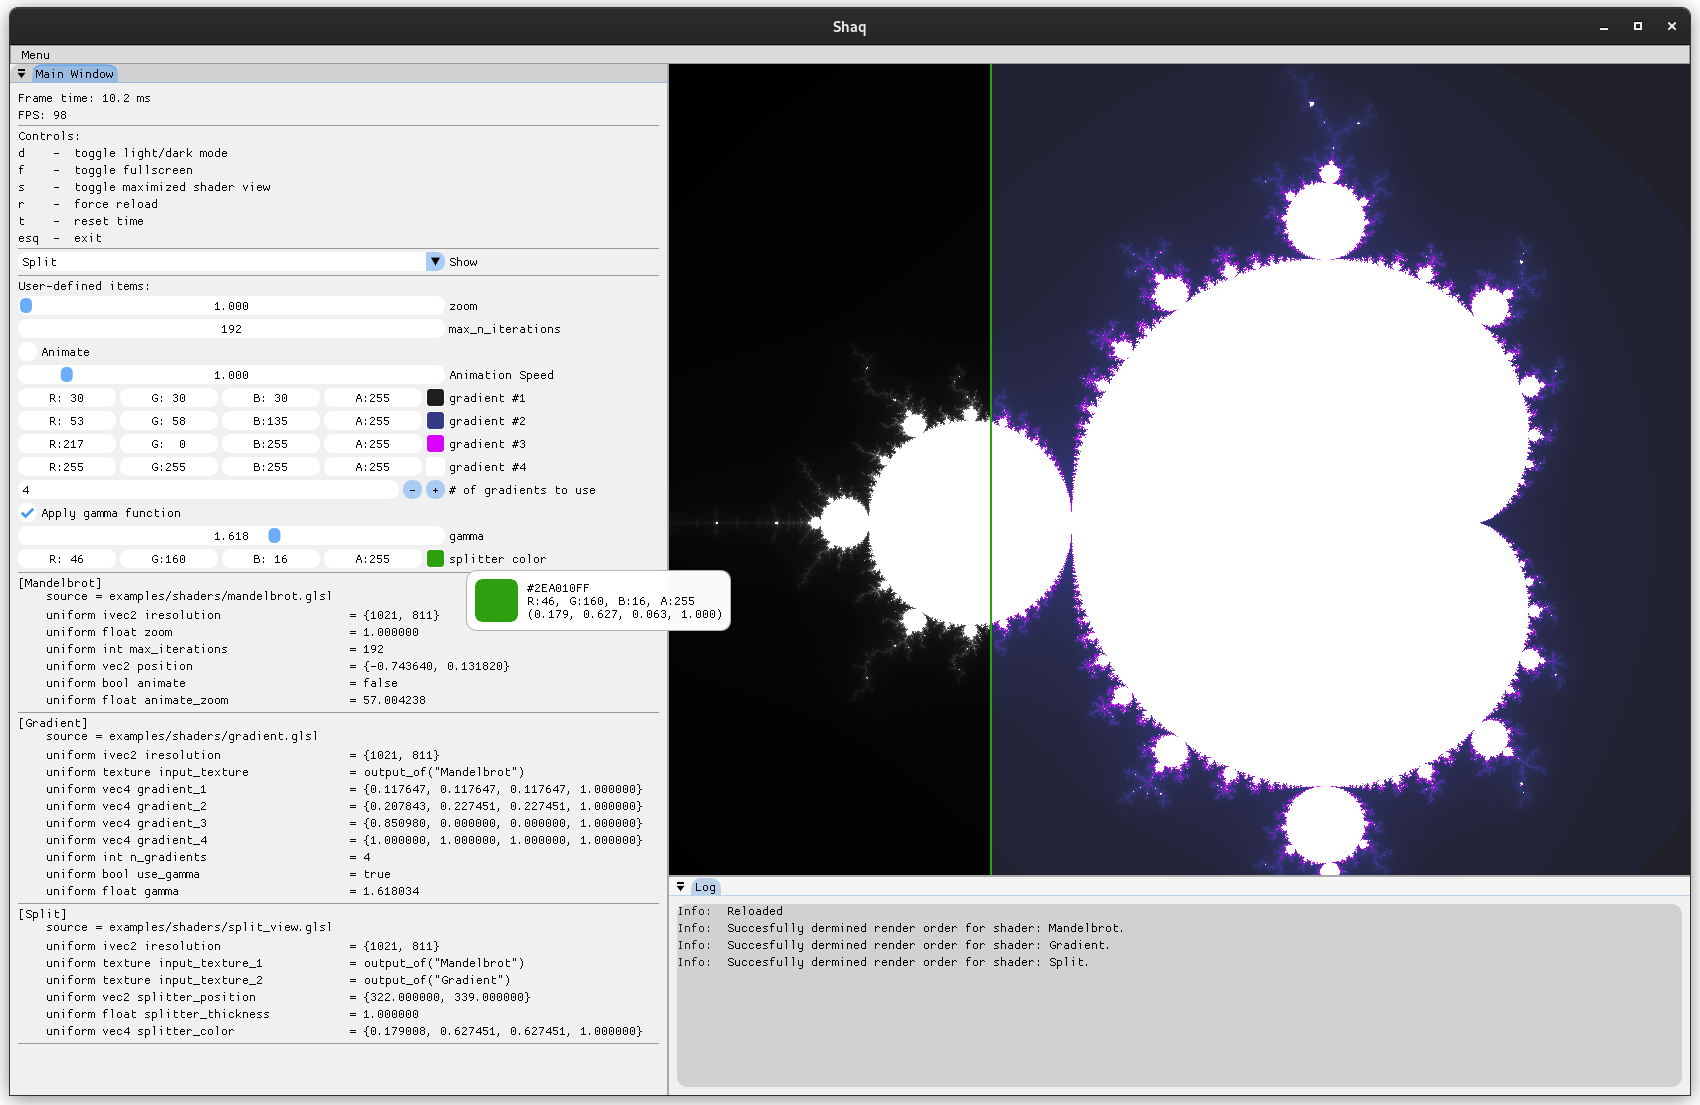 Shaq
Menu
Main Window
Frame time: 10.2 ms
FPS: 98
Controls:
d    -  toggle light/dark mode
f    -  toggle fullscreen
s    -  toggle maximized shader view
r    -  force reload
t    -  reset time
esq  -  exit
Split Show
User-defined items:
1.000 zoom
192 max_n_iterations
Animate
1.000 Animation Speed
R: 30 G: 30 B: 30 A:255 gradient #1
R: 53 G: 58 B:135 A:255 gradient #2
R:217 G:  0 B:255 A:255 gradient #3
R:255 G:255 B:255 A:255 gradient #4
4 - + # of gradients to use
Apply gamma function
1.618 gamma
R: 46 G:160 B: 16 A:255 splitter color
#2EA010FF
R:46, G:160, B:16, A:255
(0.179, 0.627, 0.063, 1.000)
[Mandelbrot]
source = examples/shaders/mandelbrot.glsl
uniform ivec2 iresolution = {1021, 811}
uniform float zoom = 1.000000
uniform int max_iterations = 192
uniform vec2 position = {-0.743640, 0.131820}
uniform bool animate = false
uniform float animate_zoom = 57.004238
[Gradient]
source = examples/shaders/gradient.glsl
uniform ivec2 iresolution = {1021, 811}
uniform texture input_texture = output_of("Mandelbrot")
uniform vec4 gradient_1 = {0.117647, 0.117647, 0.117647, 1.000000}
uniform vec4 gradient_2 = {0.207843, 0.227451, 0.227451, 1.000000}
uniform vec4 gradient_3 = {0.850980, 0.000000, 0.000000, 1.000000}
uniform vec4 gradient_4 = {1.000000, 1.000000, 1.000000, 1.000000}
uniform int n_gradients = 4
uniform bool use_gamma = true
uniform float gamma = 1.618034
[Split]
source = examples/shaders/split_view.glsl
uniform ivec2 iresolution = {1021, 811}
uniform texture input_texture_1 = output_of("Mandelbrot")
uniform texture input_texture_2 = output_of("Gradient")
uniform vec2 splitter_position = {322.000000, 339.000000}
uniform float splitter_thickness = 1.000000
uniform vec4 splitter_color = {0.179008, 0.627451, 0.627451, 1.000000}
Log
Info:  Reloaded
Info:  Succesfully dermined render order for shader: Mandelbrot.
Info:  Succesfully dermined render order for shader: Gradient.
Info:  Succesfully dermined render order for shader: Split.